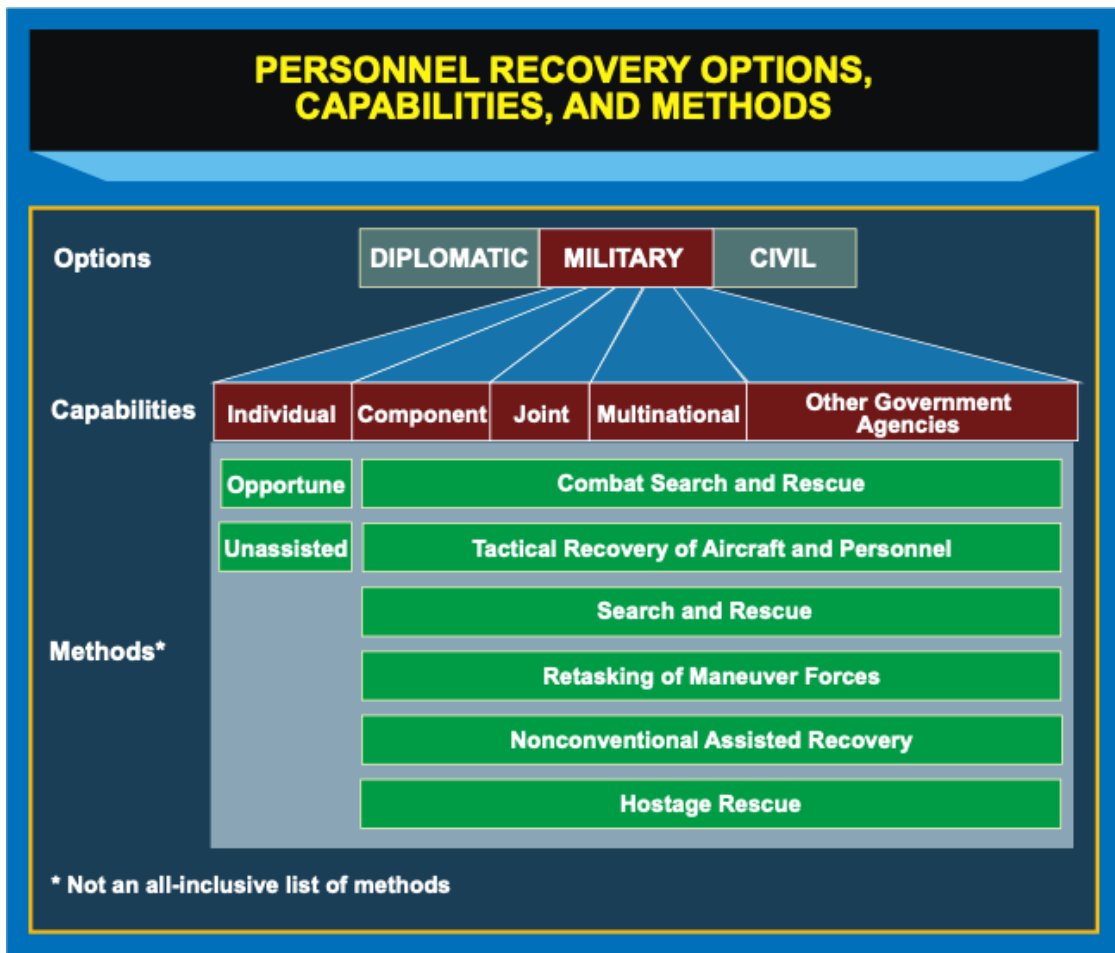 PERSONNEL RECOVERY OPTIONS,
CAPABILITIES, AND METHODS
Options
DIPLOMATIC
MILITARY
CIVIL
Capabilities
Individual
Component
Joint
Multinational
Other Government
Agencies
Opportune
Combat Search and Rescue
Unassisted
Tactical Recovery of Aircraft and Personnel
Search and Rescue
Methods*
Retasking of Maneuver Forces
Nonconventional Assisted Recovery
Hostage Rescue
* Not an all-inclusive list of methods